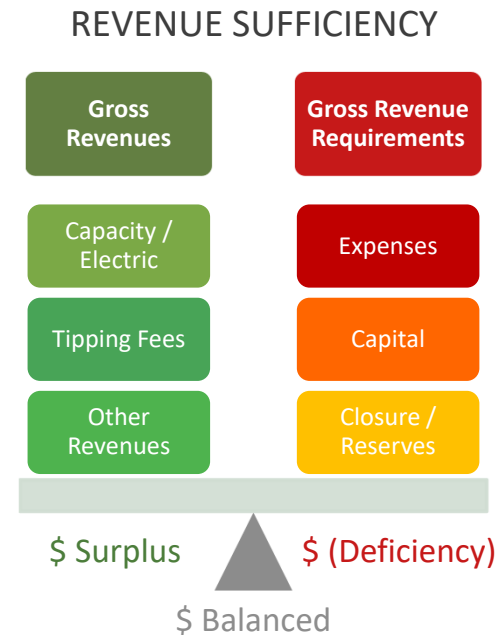 REVENUE SUFFICIENCY
Gross
Revenues
Gross Revenue
Requirements
Capacity /
Electric
Expenses
Tipping Fees
Capital
Other
Revenues
Closure /
Reserves
$ Surplus
$ (Deficiency)
$ Balanced